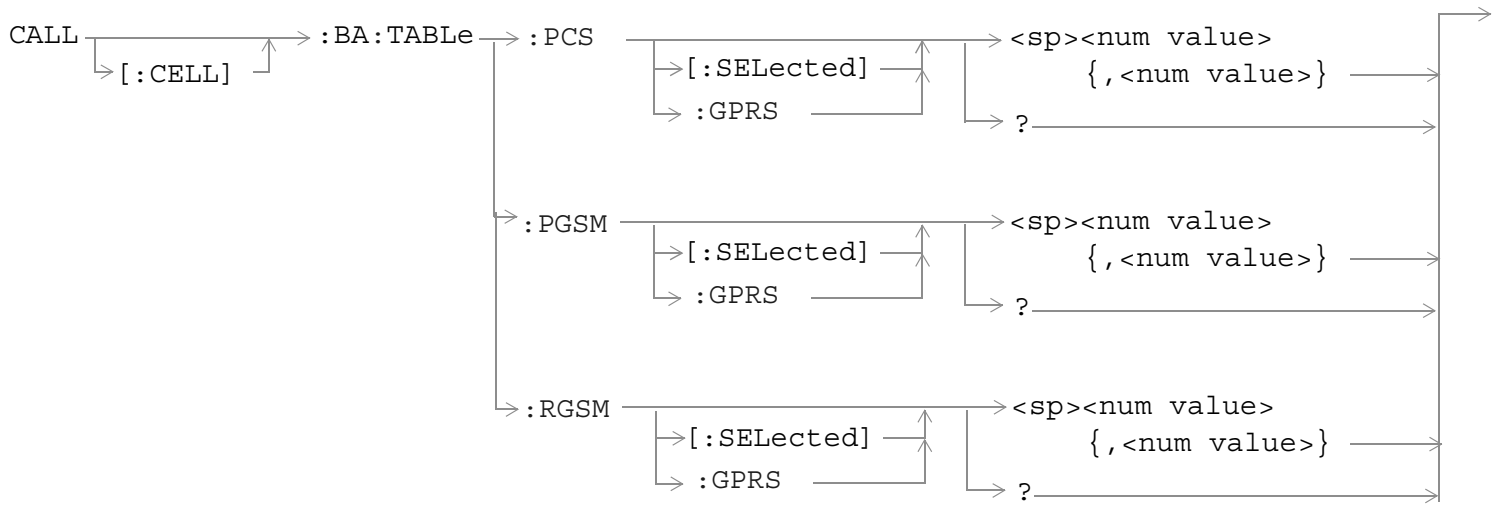 CALL :BA:TABLe :PCS <sp><num value>
[:CELL] [:SELected] {,<num value>}
:GPRS ?
:PGSM <sp><num value>
[:SELected] {,<num value>}
:GPRS ?
:RGSM <sp><num value>
[:SELected] {,<num value>}
:GPRS ?